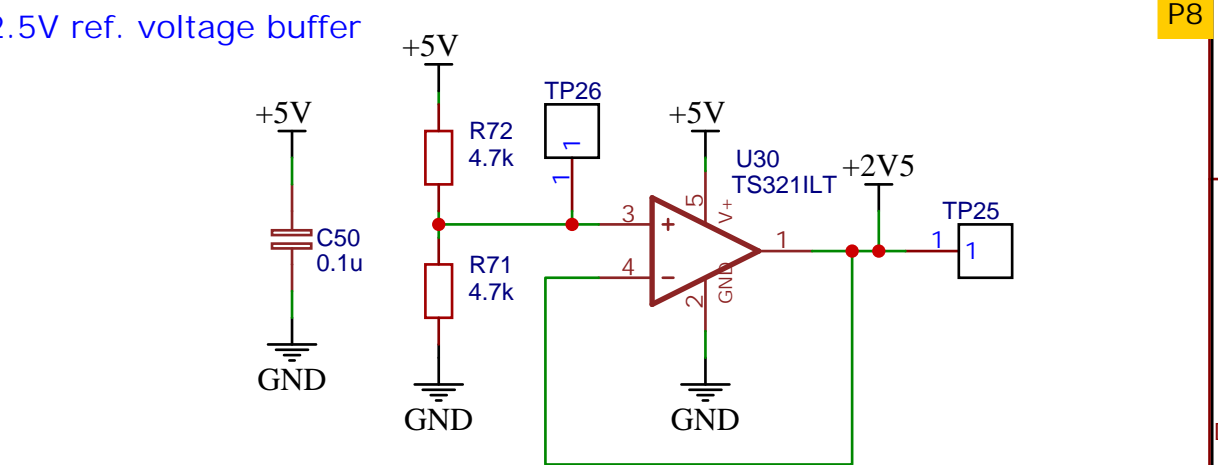 2.5V ref. voltage buffer
P8
+5V
+5V
TP26
1
1
+5V
R72
4.7k
U30
TS321ILT
+2V5
C50
0.1u
R71
4.7k
3
+
5
V+
4
−
2
GND
1
TP25
1
1
GND
GND
GND